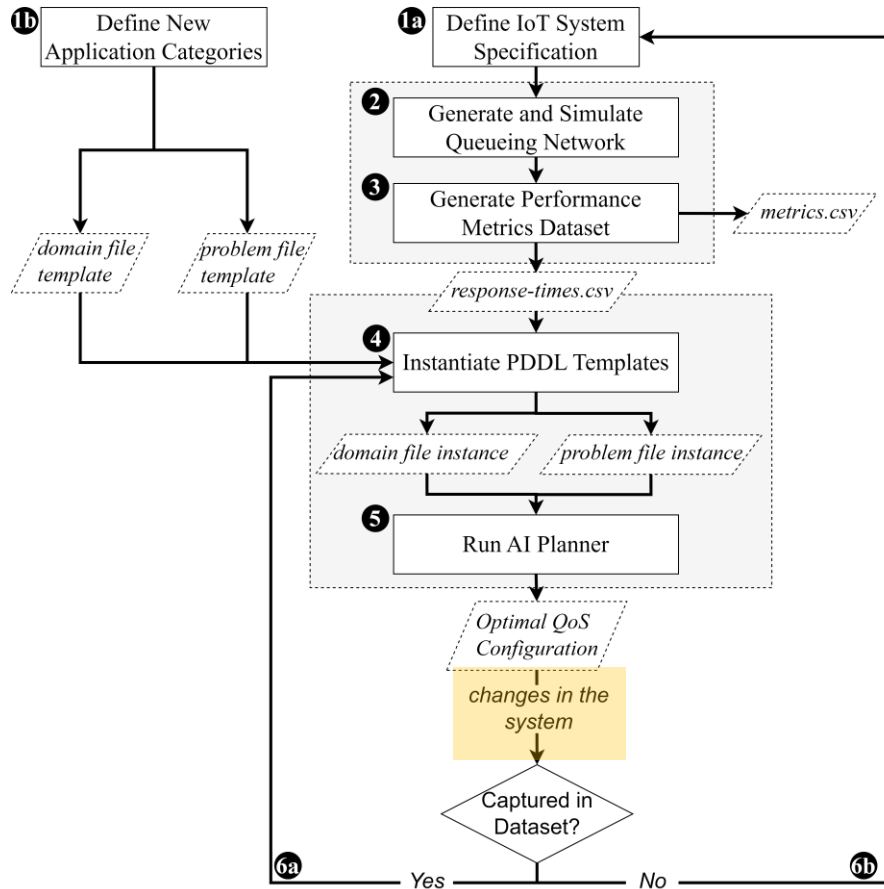 1b
Define New
Application Categories
1a
Define IoT System
Specification
2
Generate and Simulate
Queueing Network
3
Generate Performance
Metrics Dataset
metrics.csv
domain file
template
problem file
template
response-times.csv
4
Instantiate PDDL Templates
domain file instance
problem file instance
5
Run AI Planner
Optimal QoS
Configuration
changes in the
system
Captured in
Dataset?
6a
Yes
No
6b